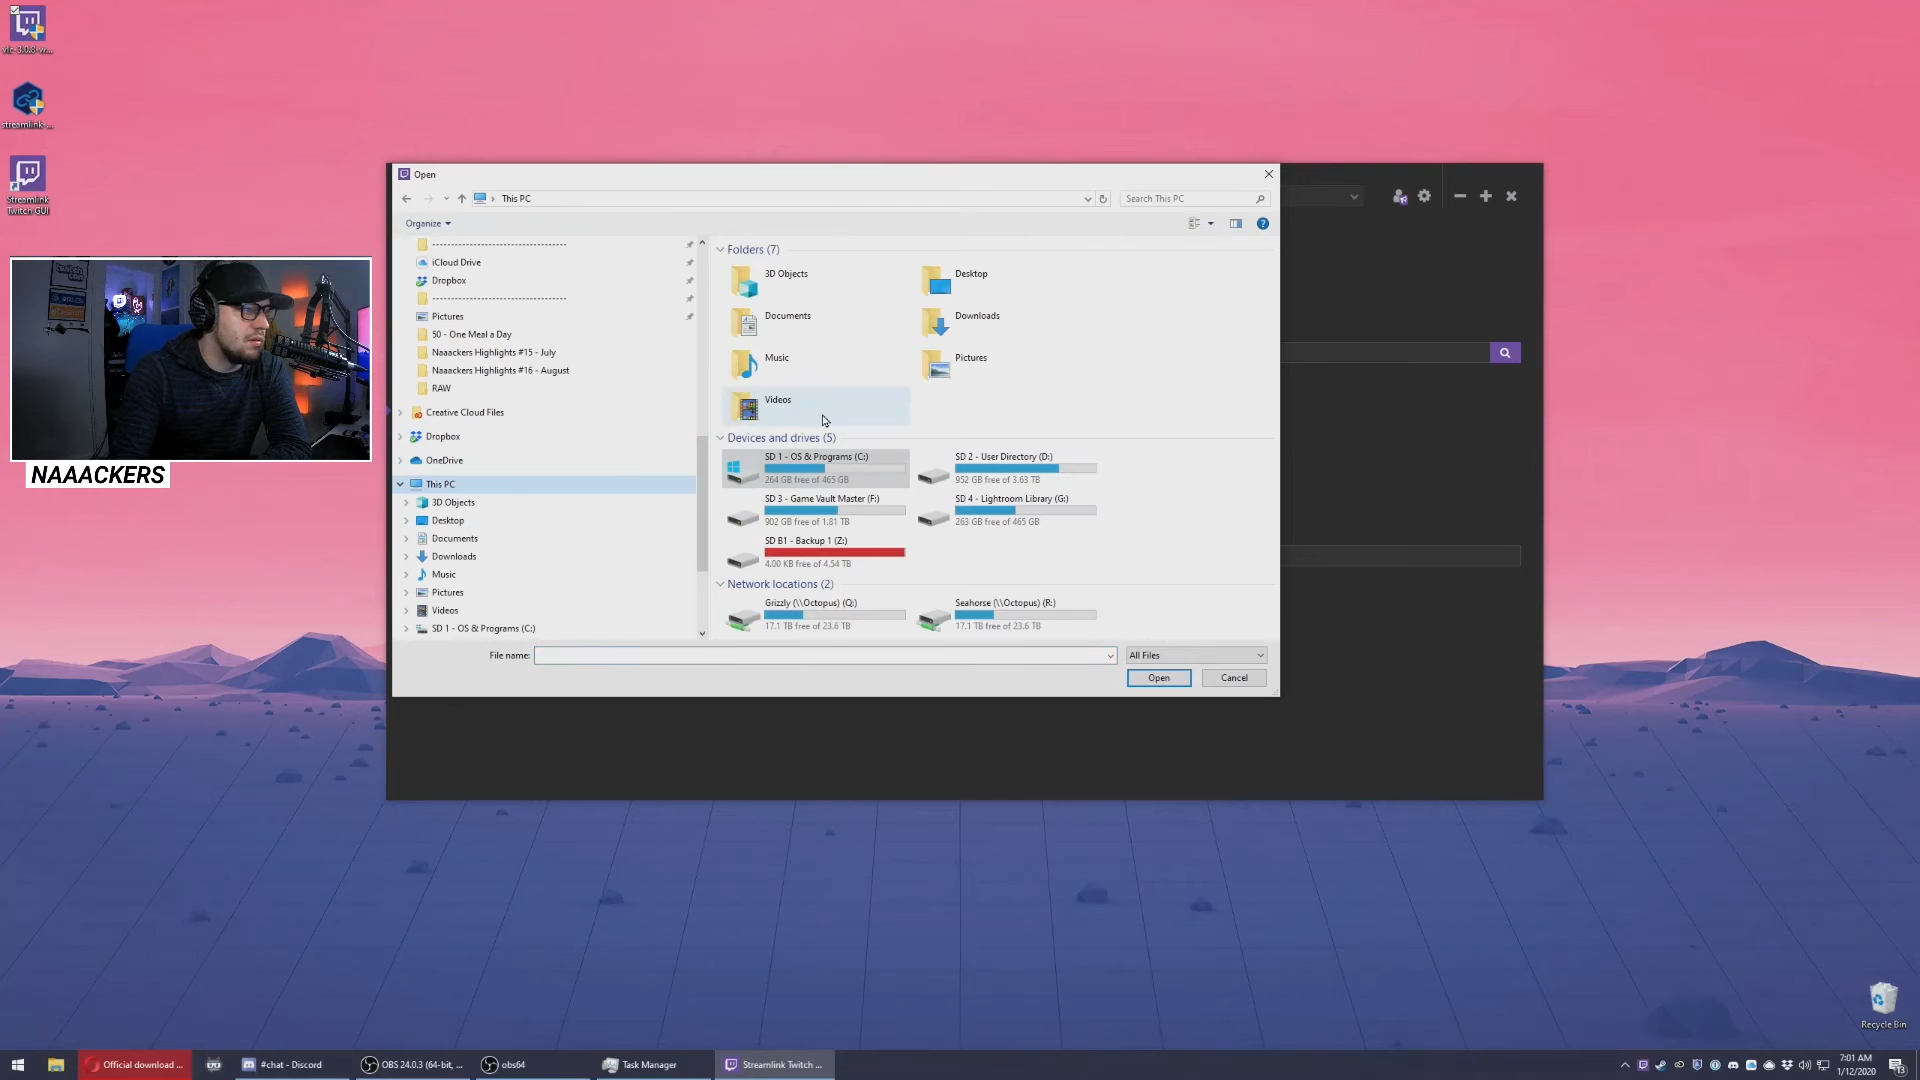 vlc-3.0.8-w...
streamlink-...
Streamlink
Twitch GUI
NAAACKERS
Open
This PC
Search This PC
Organize
----------------------------------
iCloud Drive
Dropbox
----------------------------------
Pictures
50 - One Meal a Day
Naaackers Highlights #15 - July
Naaackers Highlights #16 - August
RAW
Creative Cloud Files
Dropbox
OneDrive
This PC
3D Objects
Desktop
Documents
Downloads
Music
Pictures
Videos
SD 1 - OS & Programs (C:)
Folders (7)
3D Objects
Desktop
Documents
Downloads
Music
Pictures
Videos
Devices and drives (5)
SD 1 - OS & Programs (C:)
264 GB free of 465 GB
SD 2 - User Directory (D:)
952 GB free of 3.63 TB
SD 3 - Game Vault Master (F:)
902 GB free of 1.81 TB
SD 4 - Lightroom Library (G:)
263 GB free of 465 GB
SD B1 - Backup 1 (Z:)
4.00 KB free of 4.54 TB
Network locations (2)
Grizzly (\\Octopus) (Q:)
17.1 TB free of 23.6 TB
Seahorse (\\Octopus) (R:)
17.1 TB free of 23.6 TB
File name:
All Files
Open
Cancel
Recycle Bin
Official download ...
#chat - Discord
OBS 24.0.3 (64-bit, ...
obs64
Task Manager
Streamlink Twitch ...
7:01 AM
1/12/2020
13